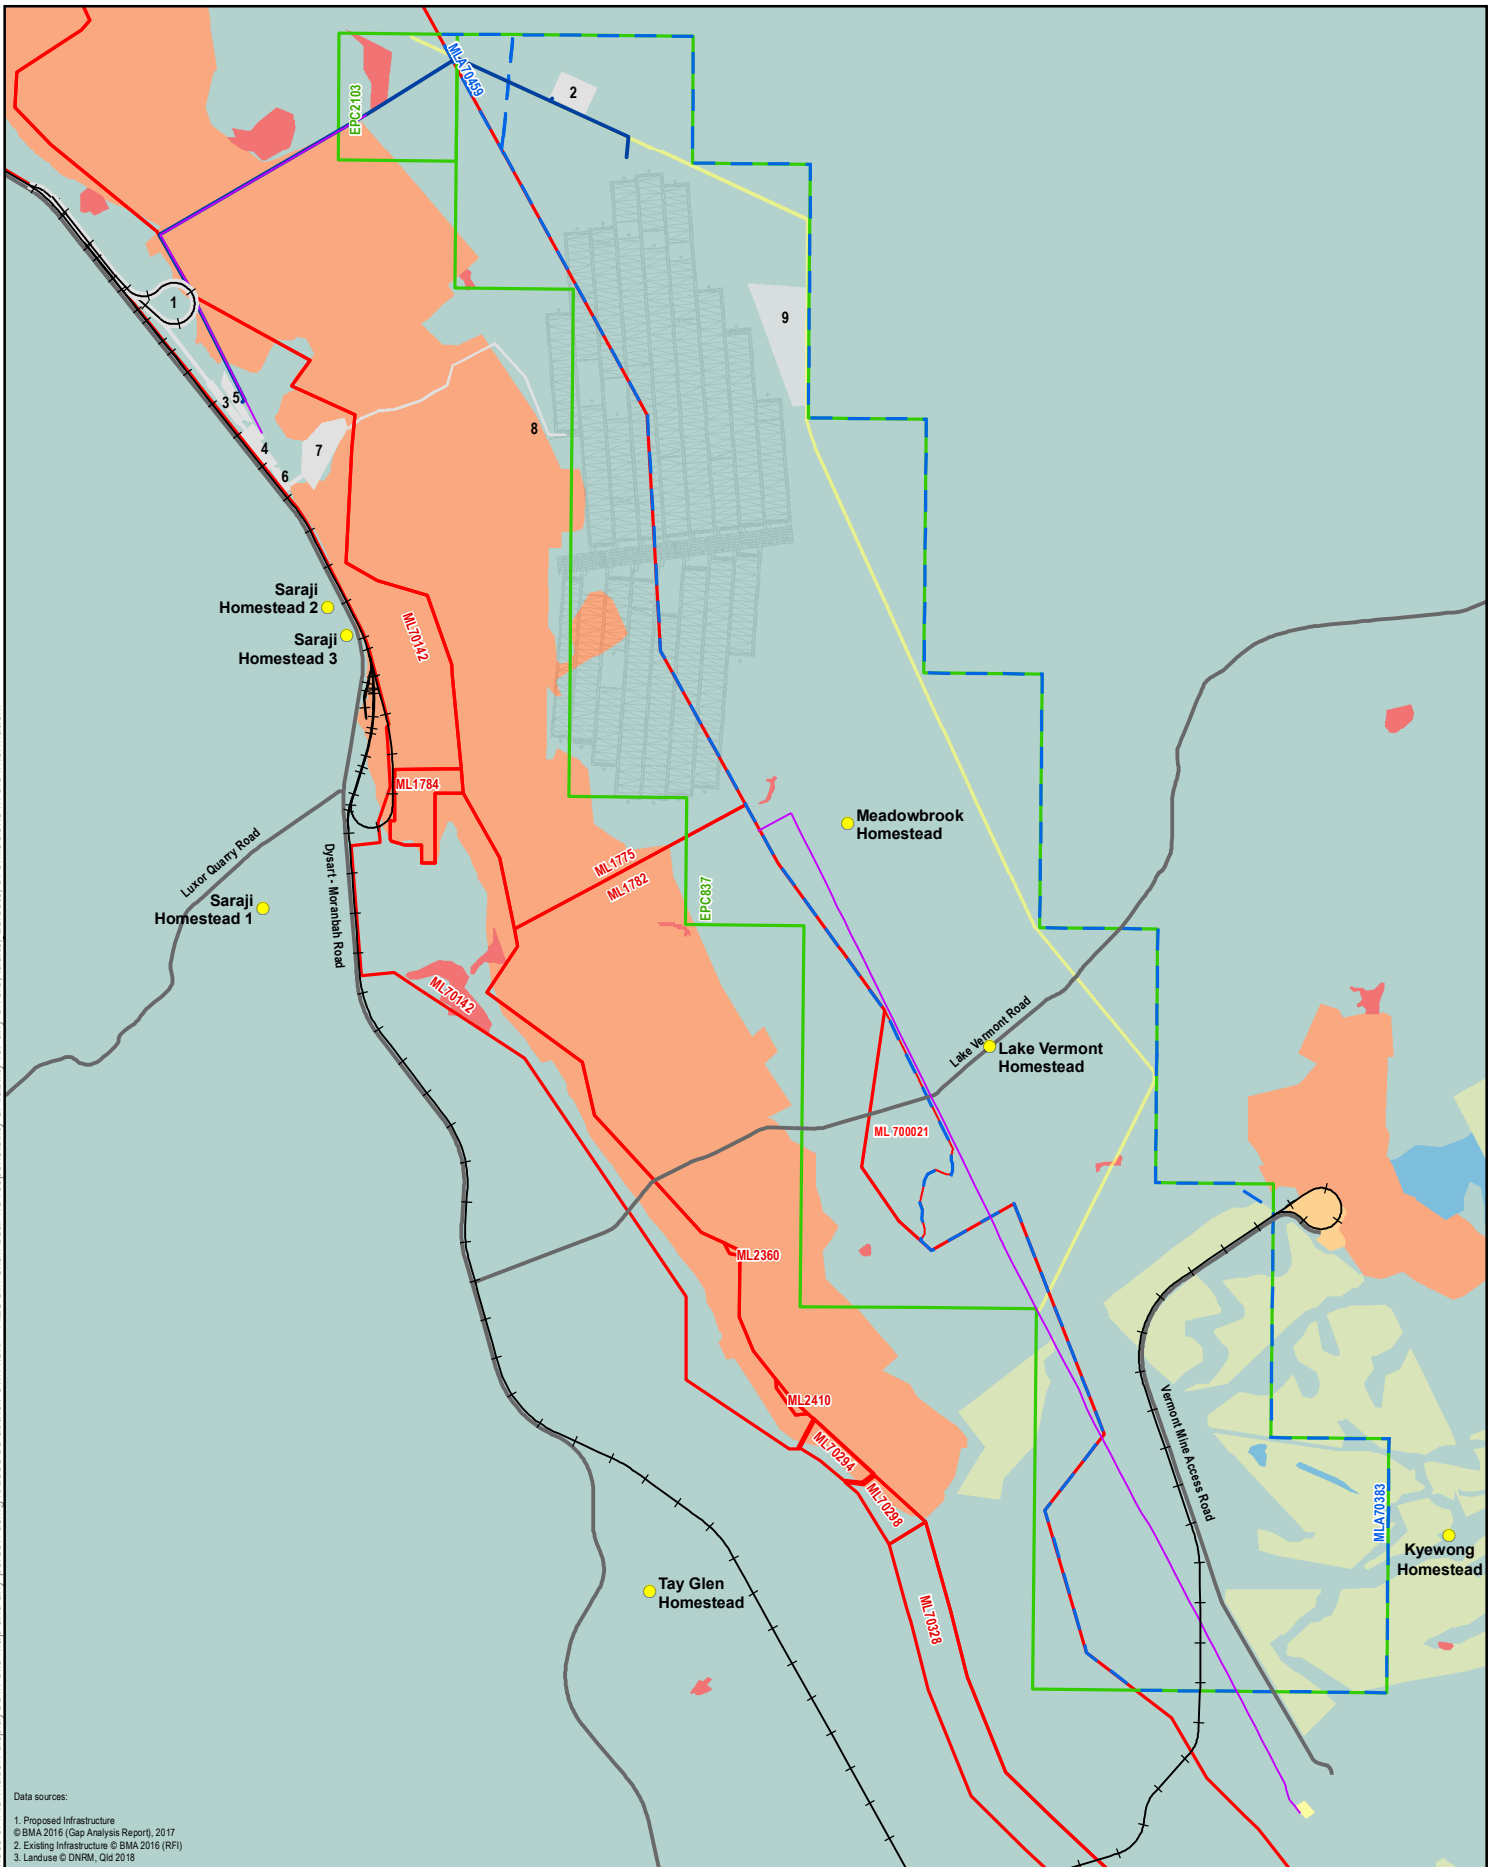 MLA70459
EPC2103
2
1
9
3
5
8
4
7
6
Saraji
Homestead 2
Saraji
Homestead 3
ML70142
ML1784
Meadowbrook
Homestead
Luxor Quarry Road
Dysart - Moranbah Road
ML1775
ML1782
EPC837
Saraji
Homestead 1
ML70142
Lake Vermont Road
Lake Vermont
Homestead
ML 700021
ML2360
ML2410
ML70294
ML70298
Vermont Mine Access Road
MLA70383
Kyewong
Homestead
Tay Glen
Homestead
ML70328
Data sources:
1. Proposed Infrastructure
© BMA 2016 (Gap Analysis Report), 2017
2. Existing Infrastructure © BMA 2016 (RFI)
3. Landuse © DNRM, Qld 2018